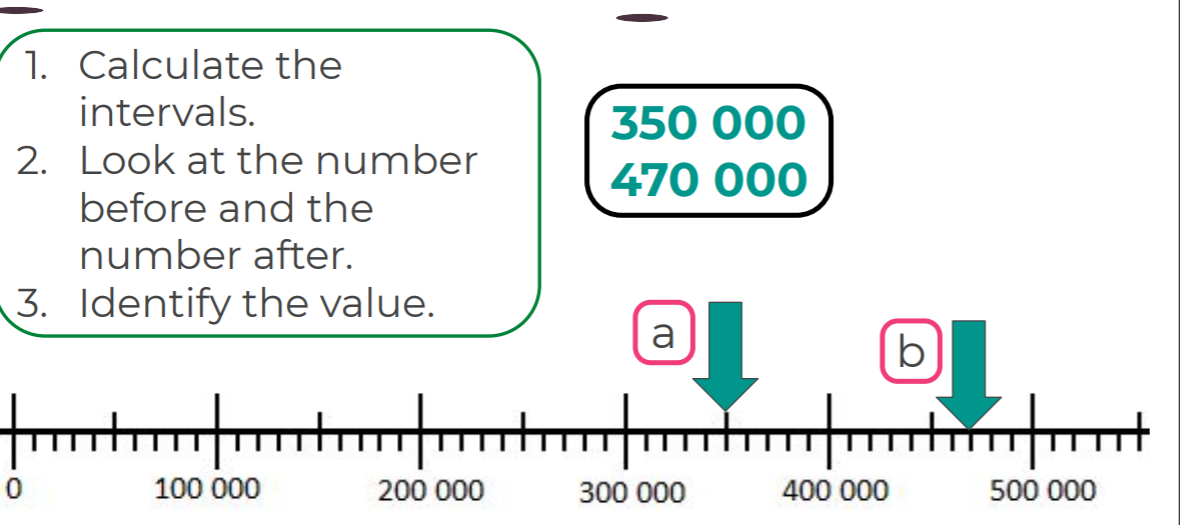 1. Calculate the
intervals.
2. Look at the number
before and the
number after.
3. Identify the value.
350 000
470 000
a
b
0 100 000 200 000 300 000 400 000 500 000